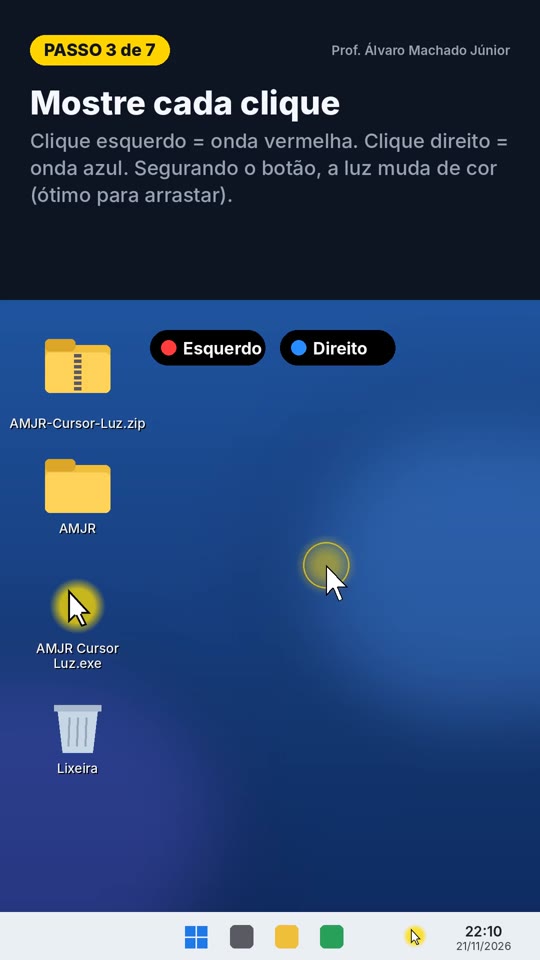 PASSO 3 de 7
Prof. Álvaro Machado Júnior
Mostre cada clique
Clique esquerdo = onda vermelha. Clique direito =
onda azul. Segurando o botão, a luz muda de cor
(ótimo para arrastar).
Esquerdo
Direito
AMJR-Cursor-Luz.zip
AMJR
AMJR Cursor
Luz.exe
Lixeira
22:10
21/11/2026